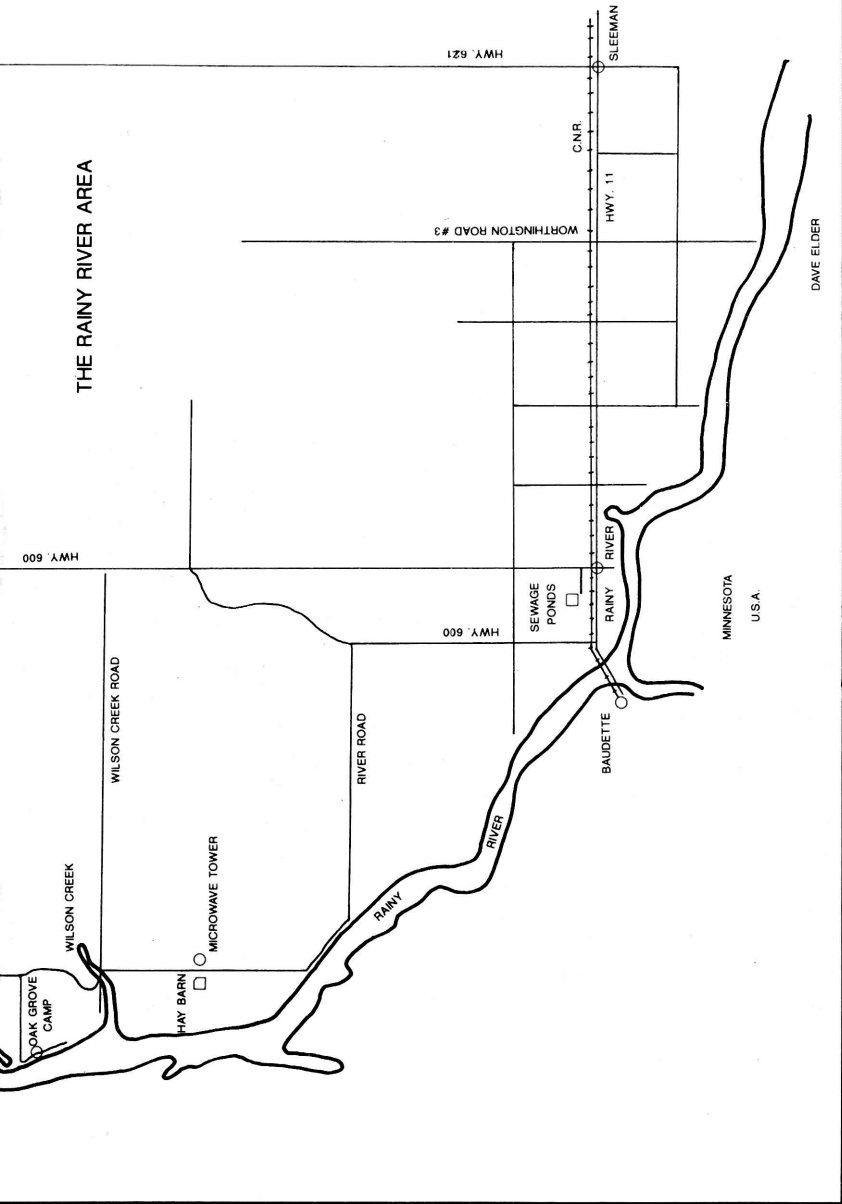 THE RAINY RIVER AREA
HWY. 621
SLEEMAN
C.N.R.
HWY. 11
WORTHINGTON ROAD #3
DAVE ELDER
HWY. 600
WILSON CREEK ROAD
HWY. 600
SEWAGE
PONDS
RAINY RIVER
MINNESOTA
U.S.A.
RIVER ROAD
BAUDETTE
RAINY RIVER
WILSON CREEK
MICROWAVE TOWER
HAY BARN
OAK GROVE
CAMP